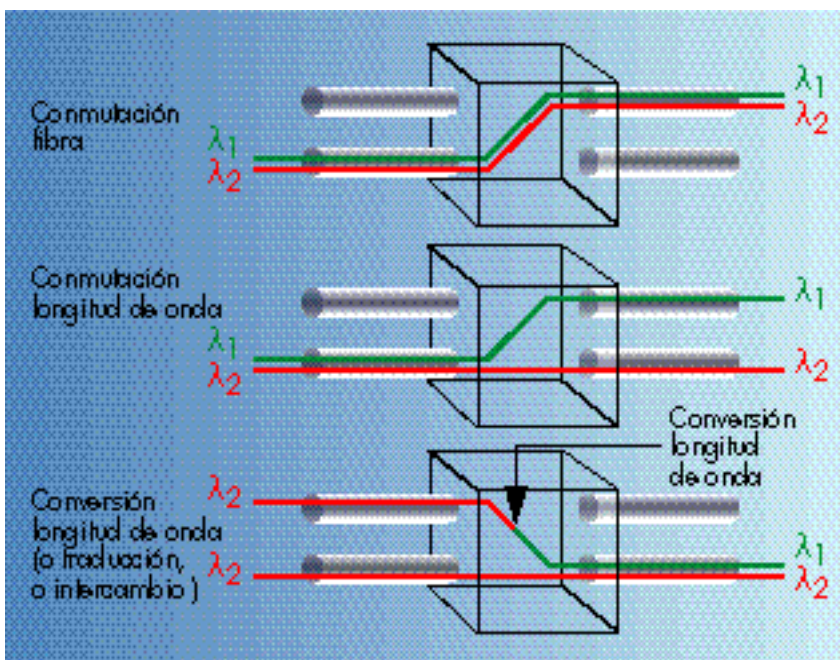 Conmutación
fibra
λ1
λ2
λ1
λ2
Conmutación
longitud de onda
λ1
λ2
λ1
λ2
Conversión
longitud
de onda
Conversión
longitud de onda
(o traducción,
o intercambio)
λ2
λ2
λ1
λ2